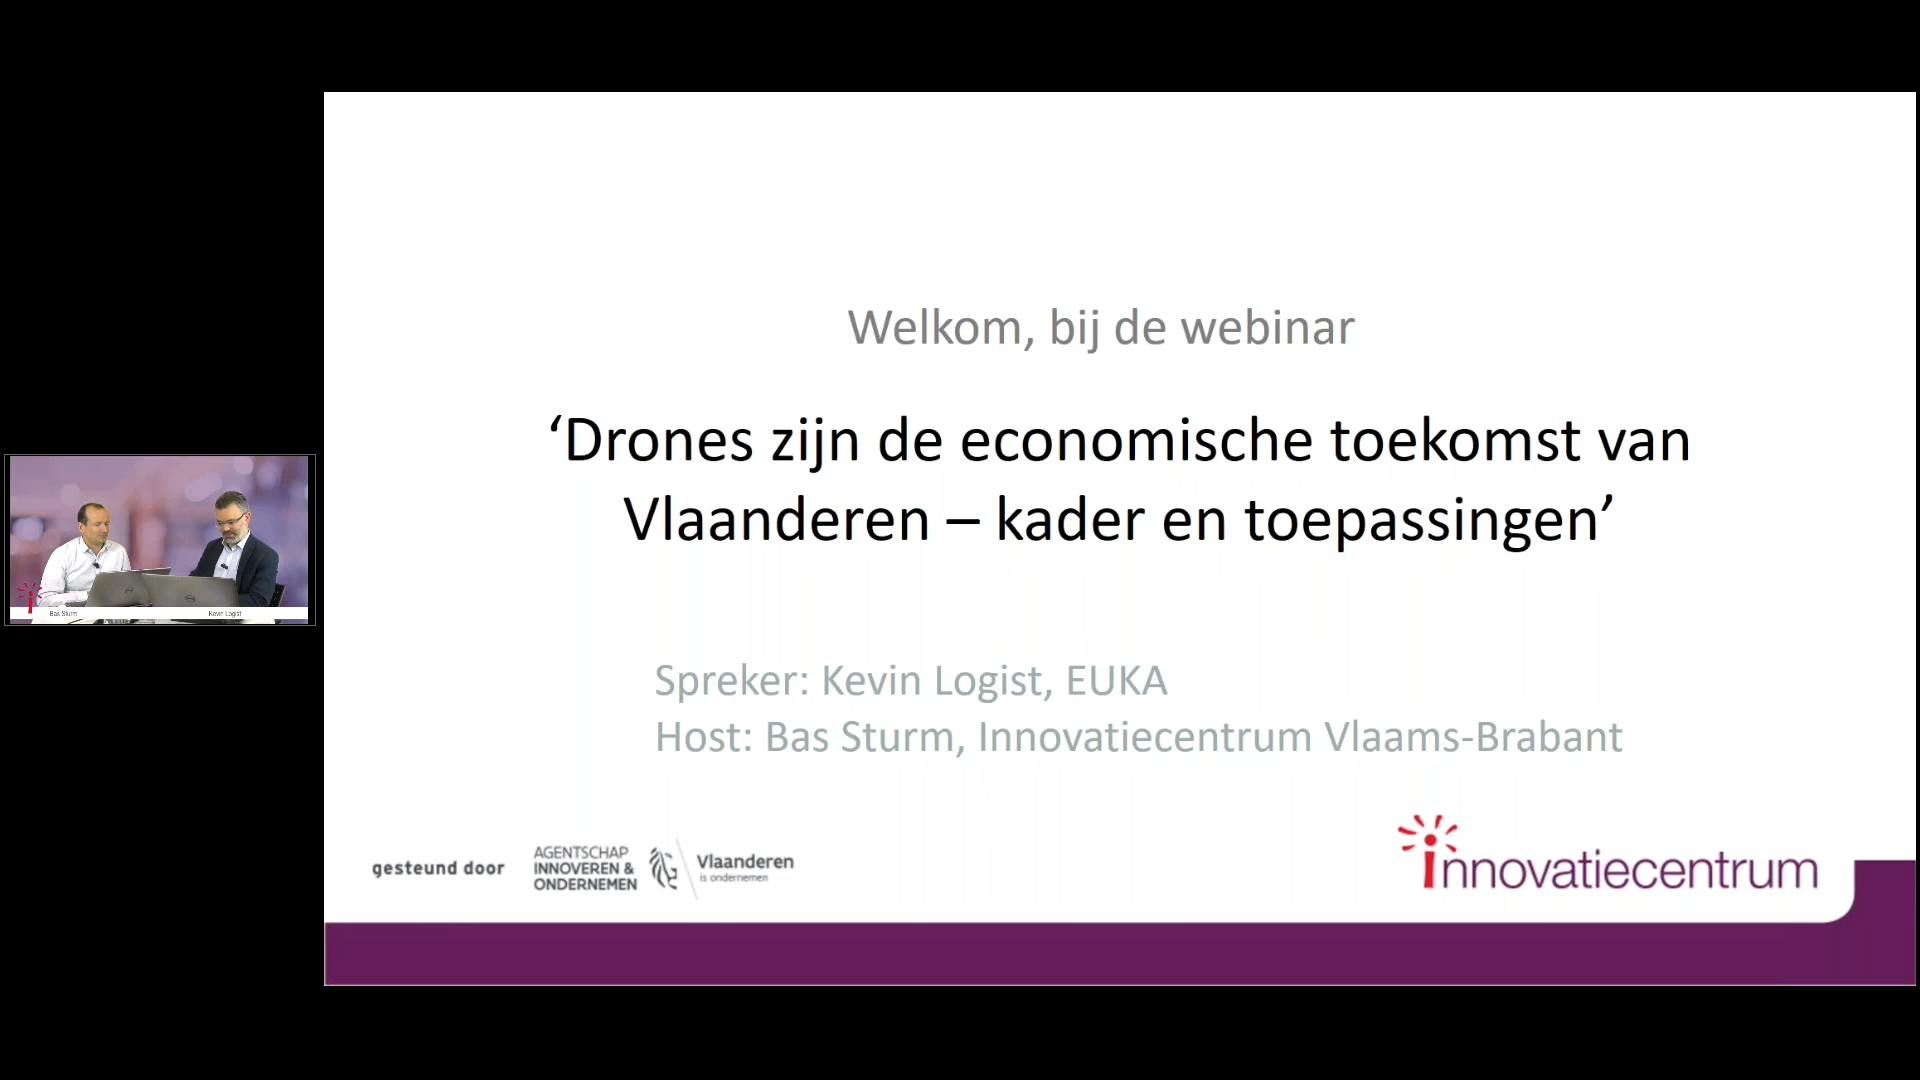 Welkom, bij de webinar
‘Drones zijn de economische toekomst van
Vlaanderen – kader en toepassingen’
Bas Sturm
Kevin Logist
Spreker: Kevin Logist, EUKA
Host: Bas Sturm, Innovatiecentrum Vlaams-Brabant
gesteund door
AGENTSCHAP
INNOVEREN &
ONDERNEMEN
Vlaanderen
is ondernemen
innovatiecentrum